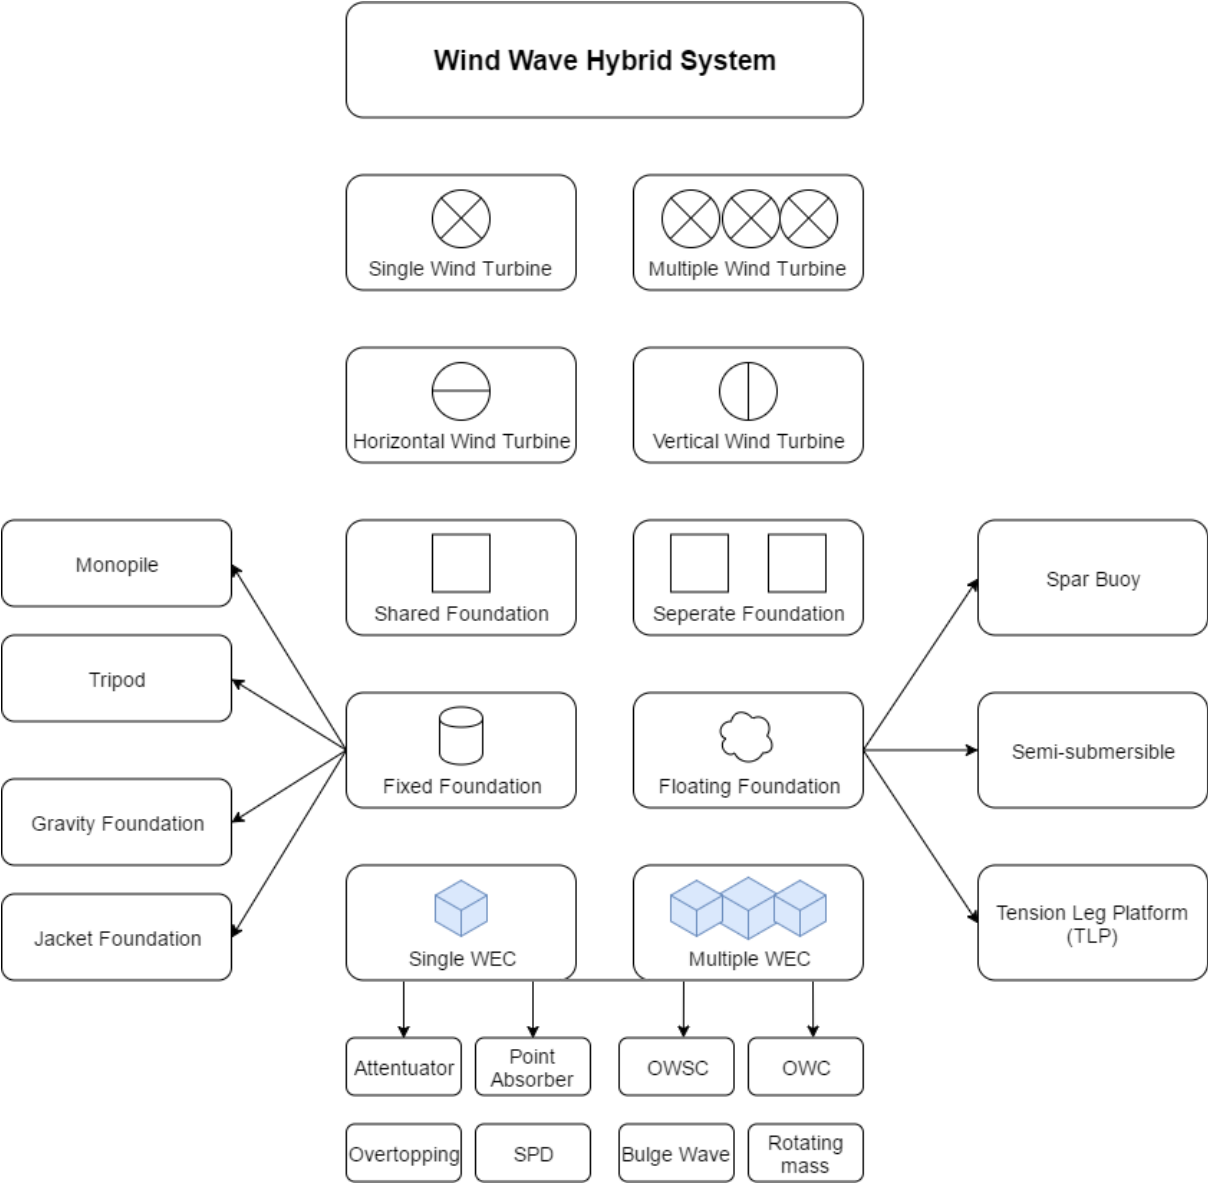 Wind Wave Hybrid System
Single Wind Turbine
Multiple Wind Turbine
Horizontal Wind Turbine
Vertical Wind Turbine
Monopile
Shared Foundation
Seperate Foundation
Spar Buoy
Tripod
Fixed Foundation
Floating Foundation
Semi-submersible
Gravity Foundation
Jacket Foundation
Single WEC
Multiple WEC
Tension Leg Platform
(TLP)
Attentuator
Point
Absorber
OWSC
OWC
Overtopping
SPD
Bulge Wave
Rotating
mass